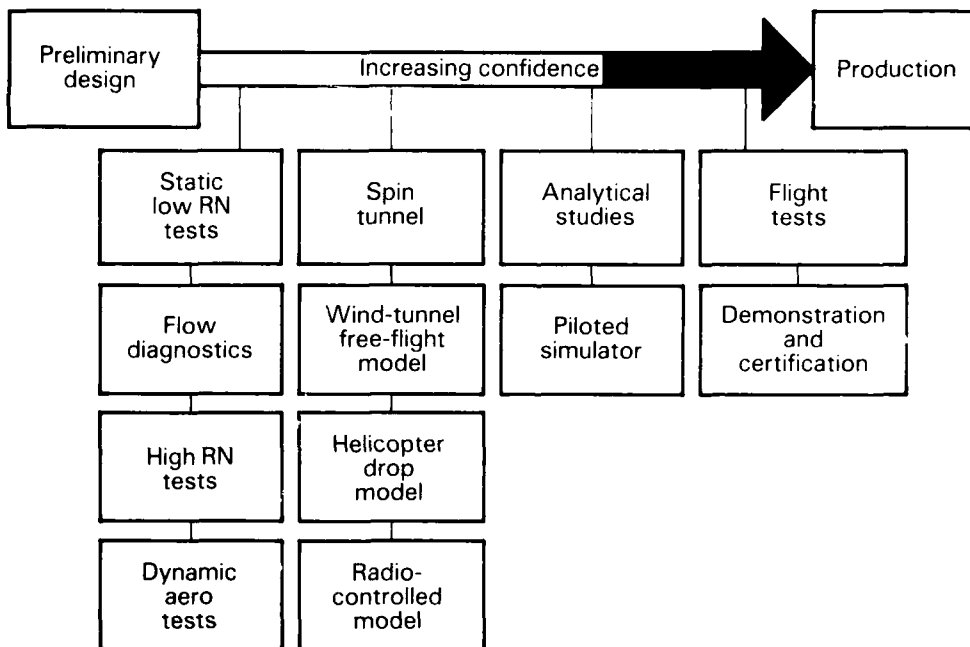 Preliminary
design
Increasing confidence
Production
Static
low RN
tests
Spin
tunnel
Analytical
studies
Flight
tests
Flow
diagnostics
Wind-tunnel
free-flight
model
Piloted
simulator
Demonstration
and
certification
High RN
tests
Helicopter
drop
model
Dynamic
aero
tests
Radio-
controlled
model